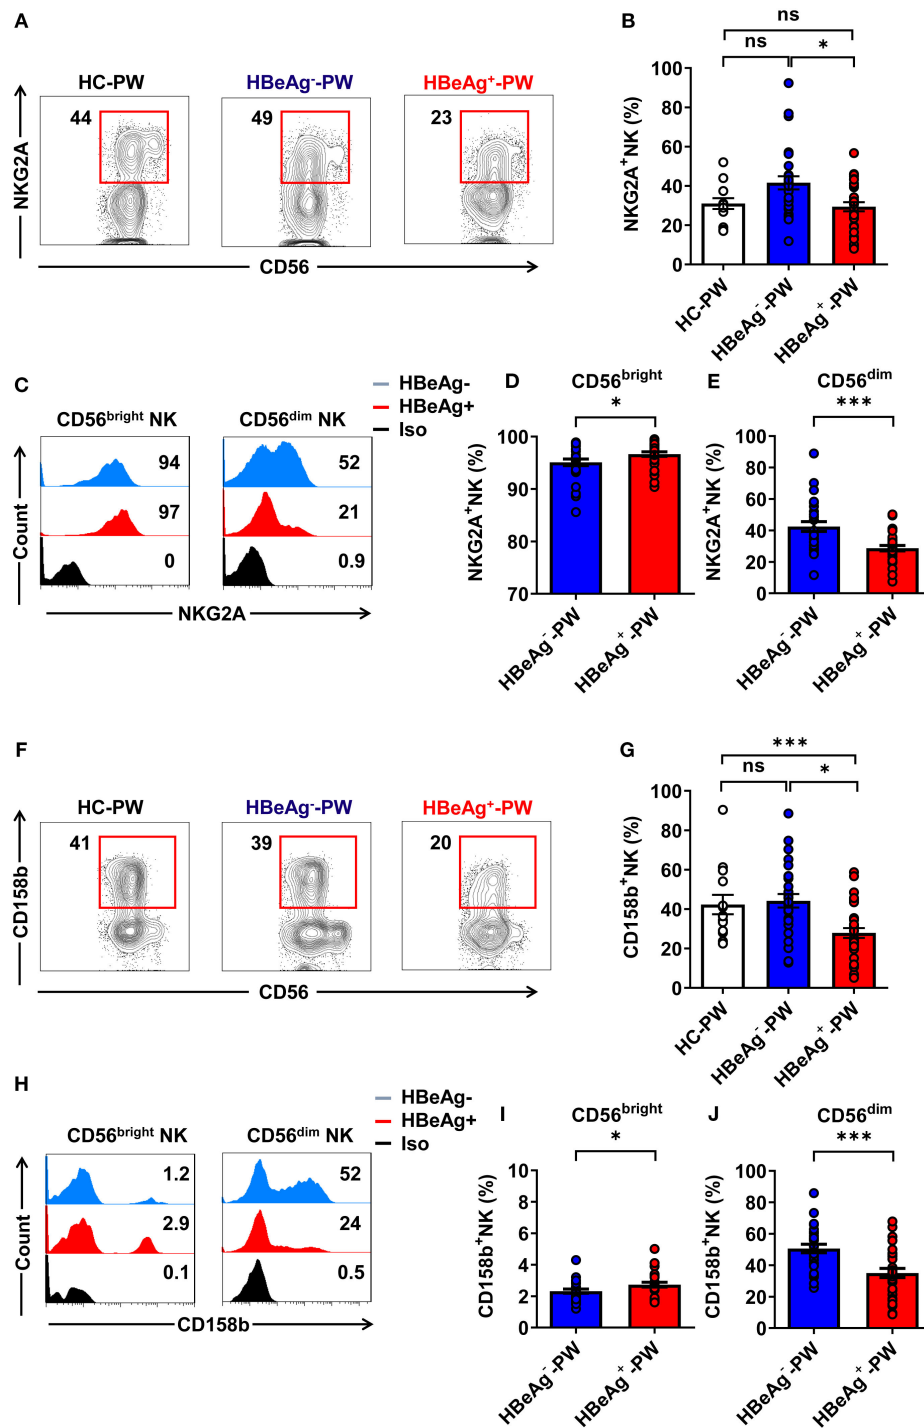 A
HC-PW
HBeAg⁻-PW
HBeAg⁺-PW
44
49
23
NKG2A
CD56
B
ns
ns
*
NKG2A⁺NK (%)
100
80
60
40
20
0
HC-PW
HBeAg⁻-PW
HBeAg⁺-PW
C
HBeAg-
HBeAg+
Iso
CD56ᵇʳⁱᵍʰᵗ NK
CD56ᵈⁱᵐ NK
94
97
0
52
21
0.9
Count
NKG2A
D
CD56ᵇʳⁱᵍʰᵗ
*
NKG2A⁺NK (%)
100
90
80
70
HBeAg⁻-PW
HBeAg⁺-PW
E
CD56ᵈⁱᵐ
***
NKG2A⁺NK (%)
100
80
60
40
20
0
HBeAg⁻-PW
HBeAg⁺-PW
F
HC-PW
HBeAg⁻-PW
HBeAg⁺-PW
41
39
20
CD158b
CD56
G
***
ns
*
CD158b⁺NK (%)
100
80
60
40
20
0
HC-PW
HBeAg⁻-PW
HBeAg⁺-PW
H
HBeAg-
HBeAg+
Iso
CD56ᵇʳⁱᵍʰᵗ NK
CD56ᵈⁱᵐ NK
1.2
2.9
0.1
52
24
0.5
Count
CD158b
I
CD56ᵇʳⁱᵍʰᵗ
*
CD158b⁺NK (%)
10
8
6
4
2
0
HBeAg⁻-PW
HBeAg⁺-PW
J
CD56ᵈⁱᵐ
***
CD158b⁺NK (%)
100
80
60
40
20
0
HBeAg⁻-PW
HBeAg⁺-PW